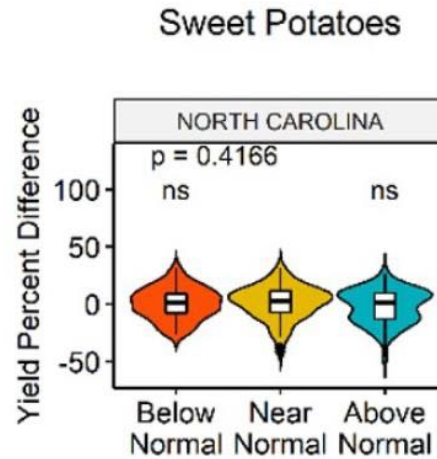 Sweet Potatoes
NORTH CAROLINA
p = 0.4166
ns ns
Yield Percent Difference
100
50
0
-50
Below Near Above
Normal Normal Normal